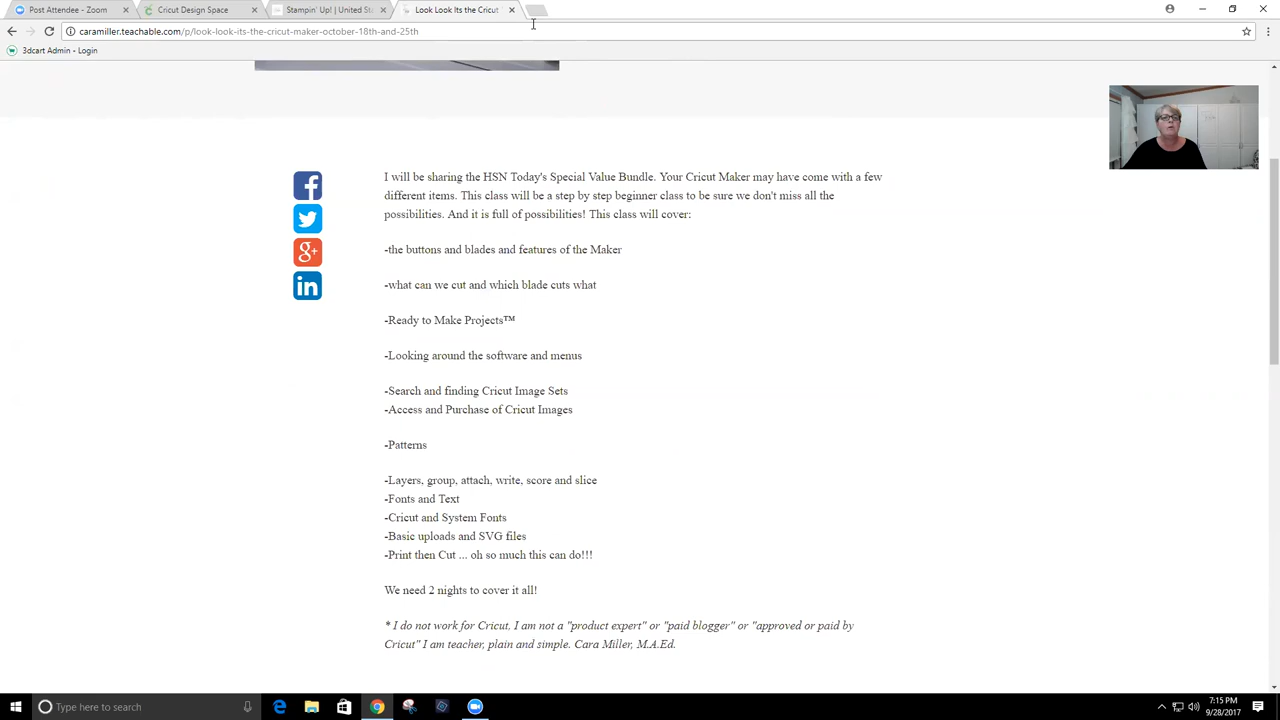 Post Attendee - Zoom
Cricut Design Space
Stampin' Up! | United St
Look Look Its the Cricut
caramiller.teachable.com/p/look-look-its-the-cricut-maker-october-18th-and-25th
3dcart Admin - Login
I will be sharing the HSN Today's Special Value Bundle. Your Cricut Maker may have come with a few
different items. This class will be a step by step beginner class to be sure we don't miss all the
possibilities. And it is full of possibilities! This class will cover:
-the buttons and blades and features of the Maker
-what can we cut and which blade cuts what
-Ready to Make Projects™
-Looking around the software and menus
-Search and finding Cricut Image Sets
-Access and Purchase of Cricut Images
-Patterns
-Layers, group, attach, write, score and slice
-Fonts and Text
-Cricut and System Fonts
-Basic uploads and SVG files
-Print then Cut ... oh so much this can do!!!
We need 2 nights to cover it all!
* I do not work for Cricut, I am not a "product expert" or "paid blogger" or "approved or paid by
Cricut" I am teacher, plain and simple. Cara Miller, M.A.Ed.
Type here to search
7:15 PM
9/28/2017